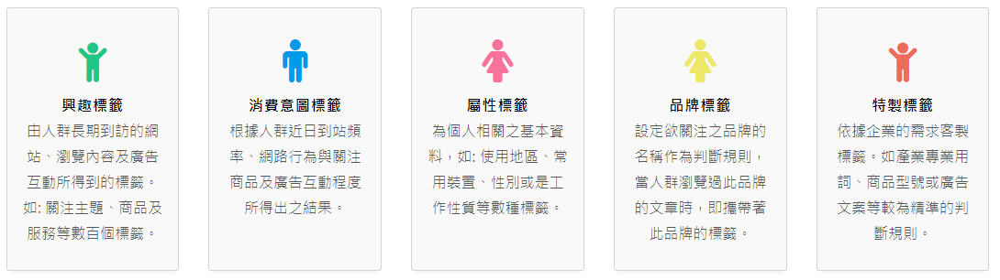 興趣標籤
由人群長期到訪的網
站、瀏覽內容及廣告
互動所得到的標籤。
如: 關注主題、商品及
服務等數百個標籤。
消費意圖標籤
根據人群近日到站頻
率、網路行為與關注
商品及廣告互動程度
所得出之結果。
屬性標籤
為個人相關之基本資
料，如: 使用地區、常
用裝置、性別或是工
作性質等數種標籤。
品牌標籤
設定欲關注之品牌的
名稱作為判斷規則，
當人群瀏覽過此品牌
的文章時，即攜帶著
此品牌的標籤。
特製標籤
依據企業的需求客製
標籤。如產業專業用
詞、商品型號或廣告
文案等較為精準的判
斷規則。